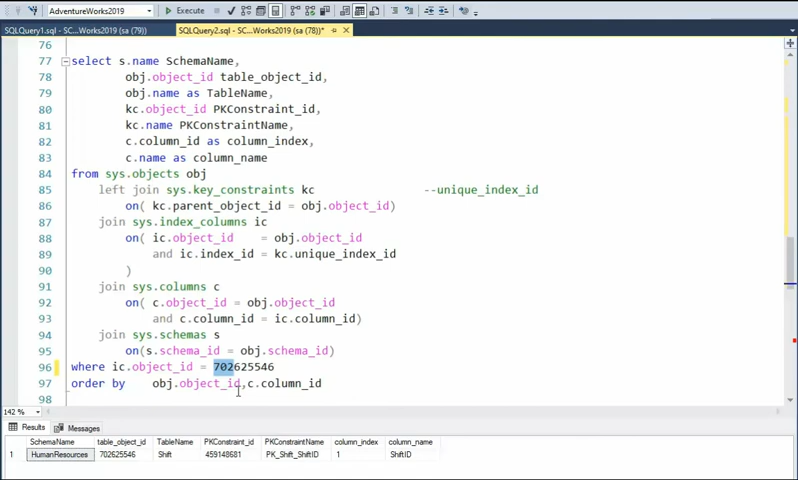 AdventureWorks2019 Execute
SQLQuery1.sql - SC...Works2019 (sa (79)) SQLQuery2.sql - SC...Works2019 (sa (78))*
76
77 select s.name SchemaName,
78 obj.object_id table_object_id,
79 obj.name as TableName,
80 kc.object_id PKConstraint_id,
81 kc.name PKConstraintName,
82 c.column_id as column_index,
83 c.name as column_name
84 from sys.objects obj
85 left join sys.key_constraints kc --unique_index_id
86 on( kc.parent_object_id = obj.object_id)
87 join sys.index_columns ic
88 on( ic.object_id = obj.object_id
89 and ic.index_id = kc.unique_index_id
90 )
91 join sys.columns c
92 on( c.object_id = obj.object_id
93 and c.column_id = ic.column_id)
94 join sys.schemas s
95 on(s.schema_id = obj.schema_id)
96 where ic.object_id = 702625546
97 order by obj.object_id,c.column_id
98
142 %
Results Messages
SchemaName table_object_id TableName PKConstraint_id PKConstraintName column_index column_name
1 HumanResources 702625546 Shift 459148681 PK_Shift_ShiftID 1 ShiftID